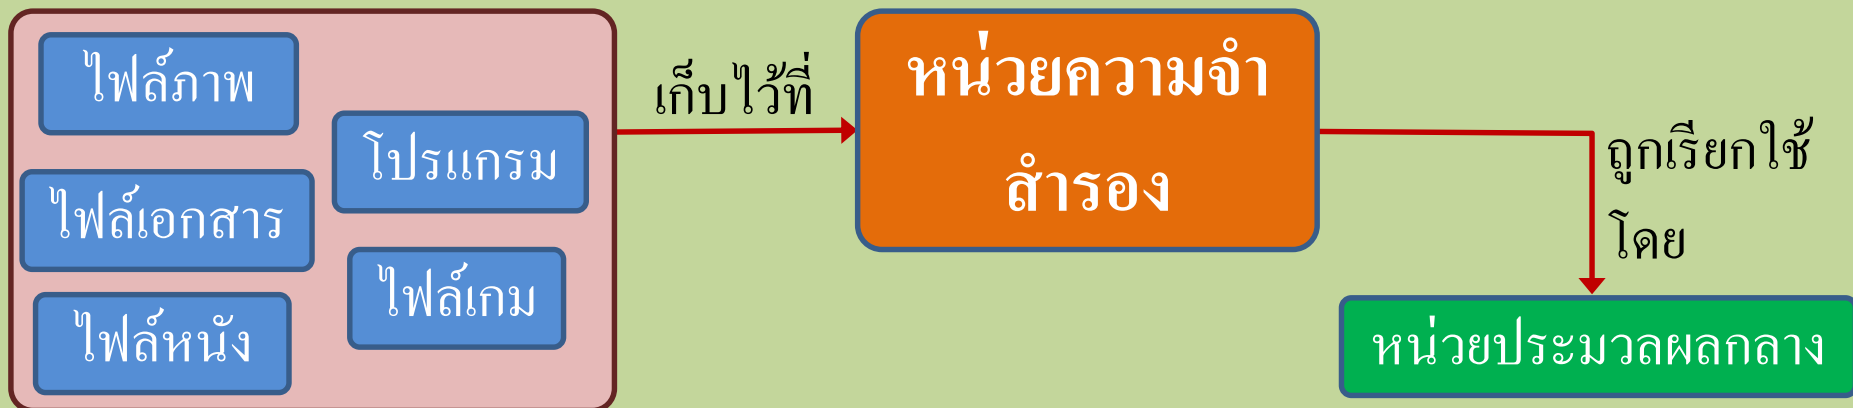 ไฟล์ภาพ
โปรแกรม
ไฟล์เอกสาร
ไฟล์เกม
ไฟล์หนัง
เก็บไว้ที่
หน่วยความจำ
สำรอง
ถูกเรียกใช้
โดย
หน่วยประมวลผลกลาง